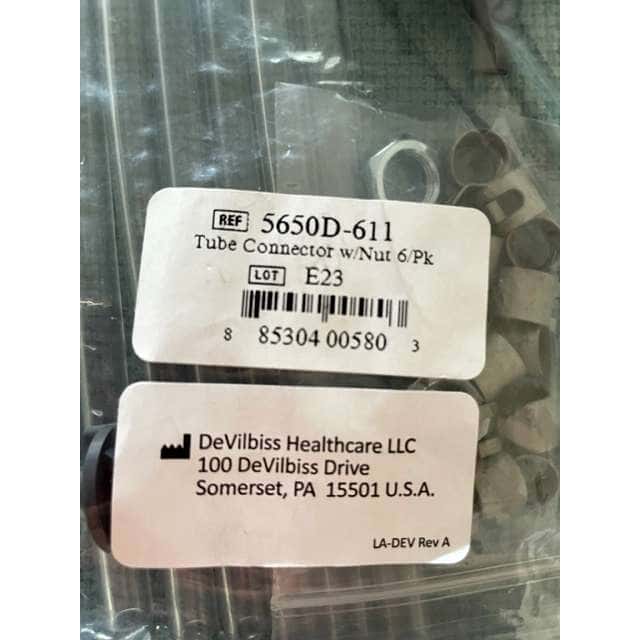 REF 5650D-611
Tube Connector w/Nut 6/Pk
LOT E23
8 85304 00580 3
DeVilbiss Healthcare LLC
100 DeVilbiss Drive
Somerset, PA 15501 U.S.A.
LA-DEV Rev A